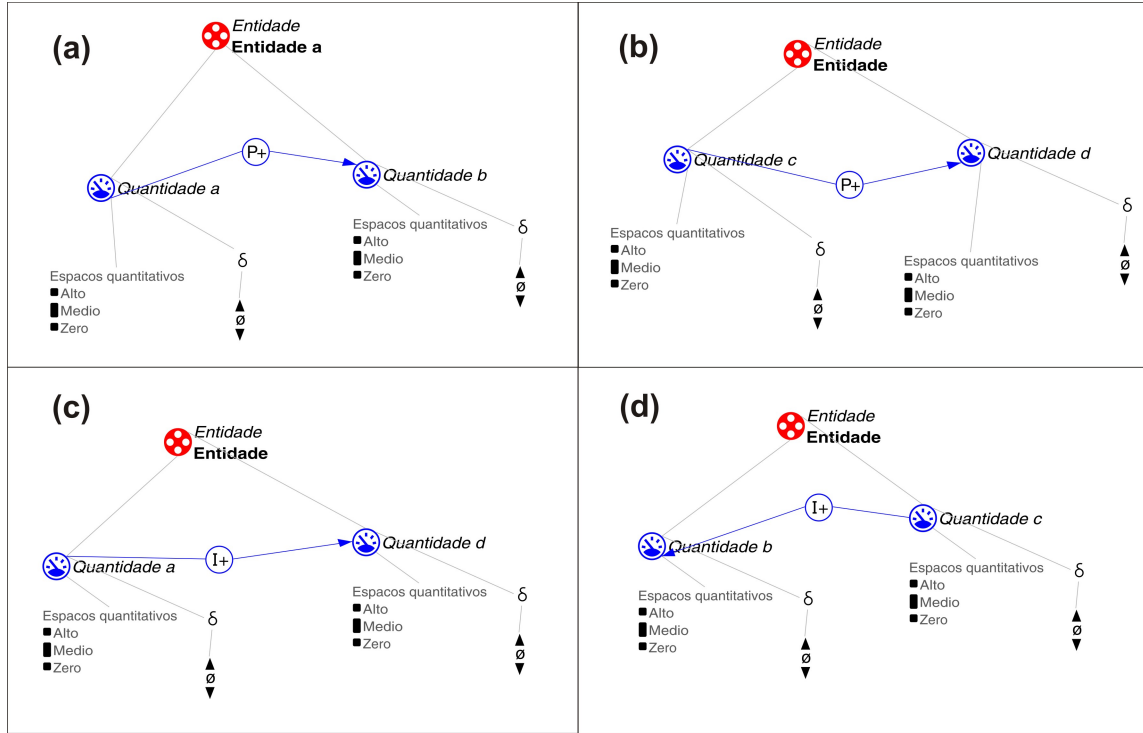 (a)
Entidade
Entidade a
P+
Quantidade a
Quantidade b
Espacos quantitativos
Alto
Medio
Zero
δ
ø
Espacos quantitativos
Alto
Medio
Zero
δ
ø
(b)
Entidade
Entidade
Quantidade c
P+
Quantidade d
Espacos quantitativos
Alto
Medio
Zero
δ
ø
Espacos quantitativos
Alto
Medio
Zero
δ
ø
(c)
Entidade
Entidade
Quantidade a
I+
Quantidade d
Espacos quantitativos
Alto
Medio
Zero
δ
ø
Espacos quantitativos
Alto
Medio
Zero
δ
ø
(d)
Entidade
Entidade
I+
Quantidade b
Quantidade c
Espacos quantitativos
Alto
Medio
Zero
δ
ø
Espacos quantitativos
Alto
Medio
Zero
δ
ø